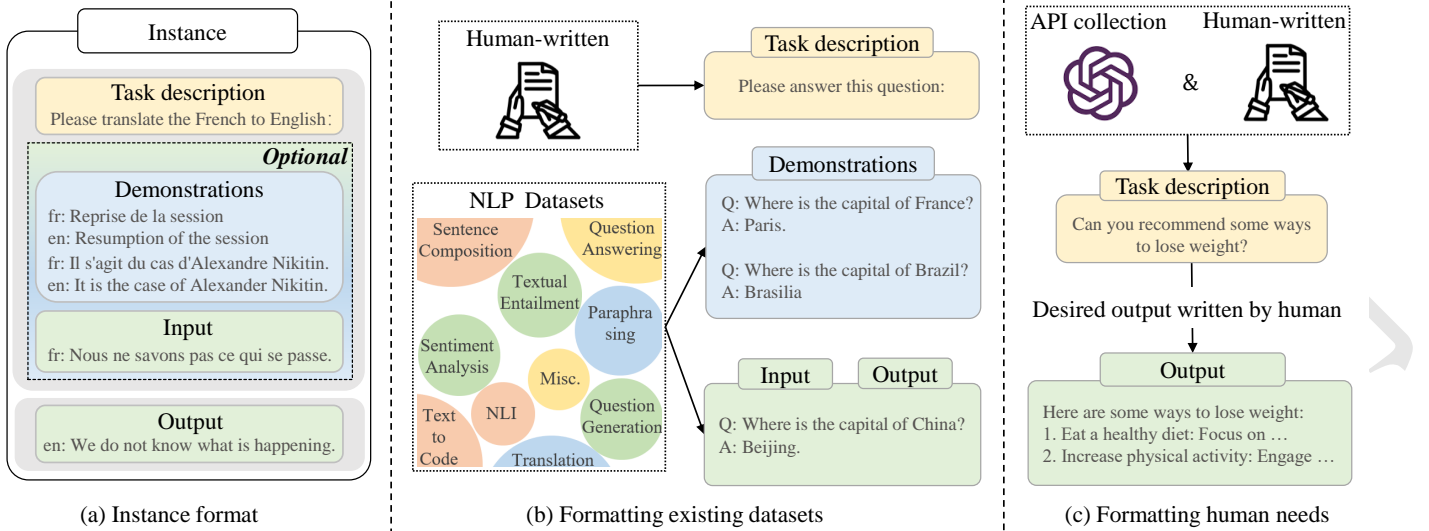 Instance
Task description
Please translate the French to English:
Optional
Demonstrations
fr: Reprise de la session
en: Resumption of the session
fr: Il s'agit du cas d'Alexandre Nikitin.
en: It is the case of Alexander Nikitin.
Input
fr: Nous ne savons pas ce qui se passe.
Output
en: We do not know what is happening.
(a) Instance format
Human-written
Task description
Please answer this question:
NLP Datasets
Sentence
Composition
Question
Answering
Textual
Entailment
Paraphra
sing
Sentiment
Analysis
Misc.
NLI
Question
Generation
Text
to
Code
Translation
Demonstrations
Q: Where is the capital of France?
A: Paris.
Q: Where is the capital of Brazil?
A: Brasilia
Input
Output
Q: Where is the capital of China?
A: Beijing.
(b) Formatting existing datasets
API collection
&
Human-written
Task description
Can you recommend some ways
to lose weight?
Desired output written by human
Output
Here are some ways to lose weight:
1. Eat a healthy diet: Focus on …
2. Increase physical activity: Engage …
(c) Formatting human needs